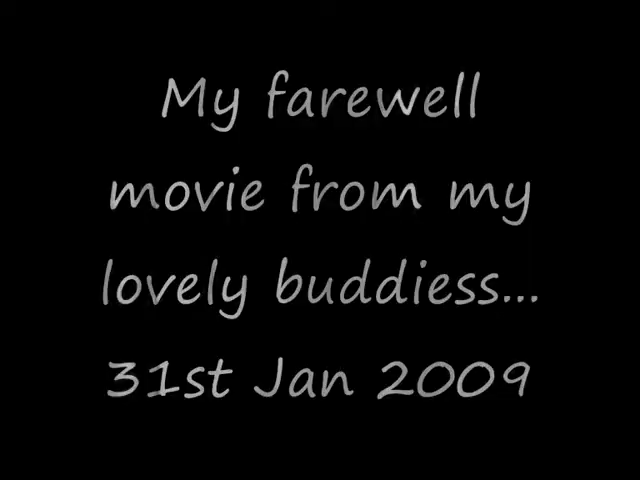 My farewell
movie from my
lovely buddiess...
31st Jan 2009